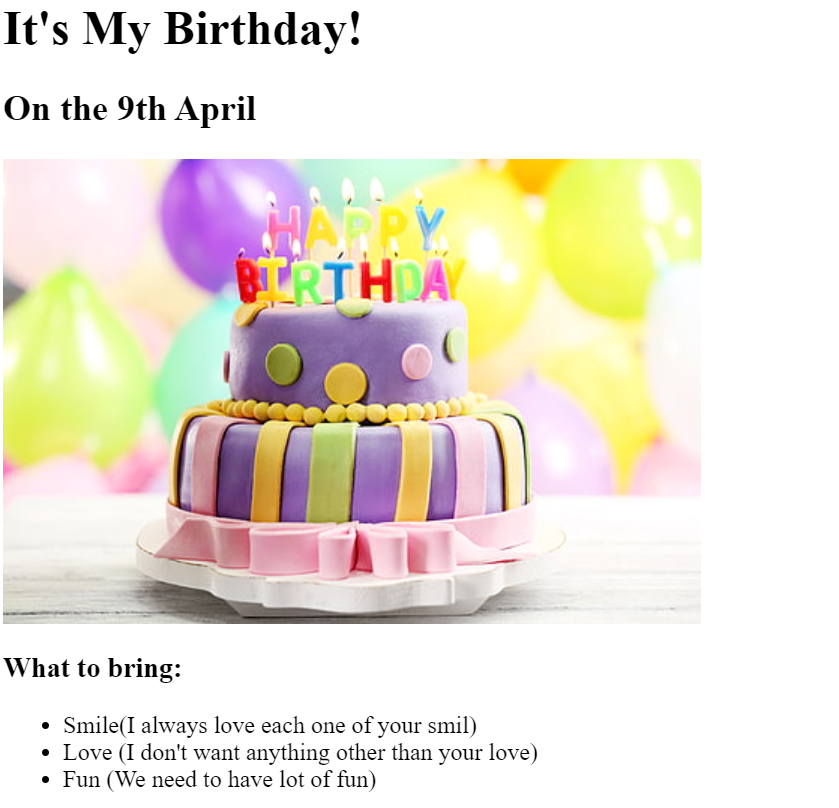 It's My Birthday!
On the 9th April
HAPPY
BIRTHDAY
What to bring:
Smile(I always love each one of your smil)
Love (I don't want anything other than your love)
Fun (We need to have lot of fun)